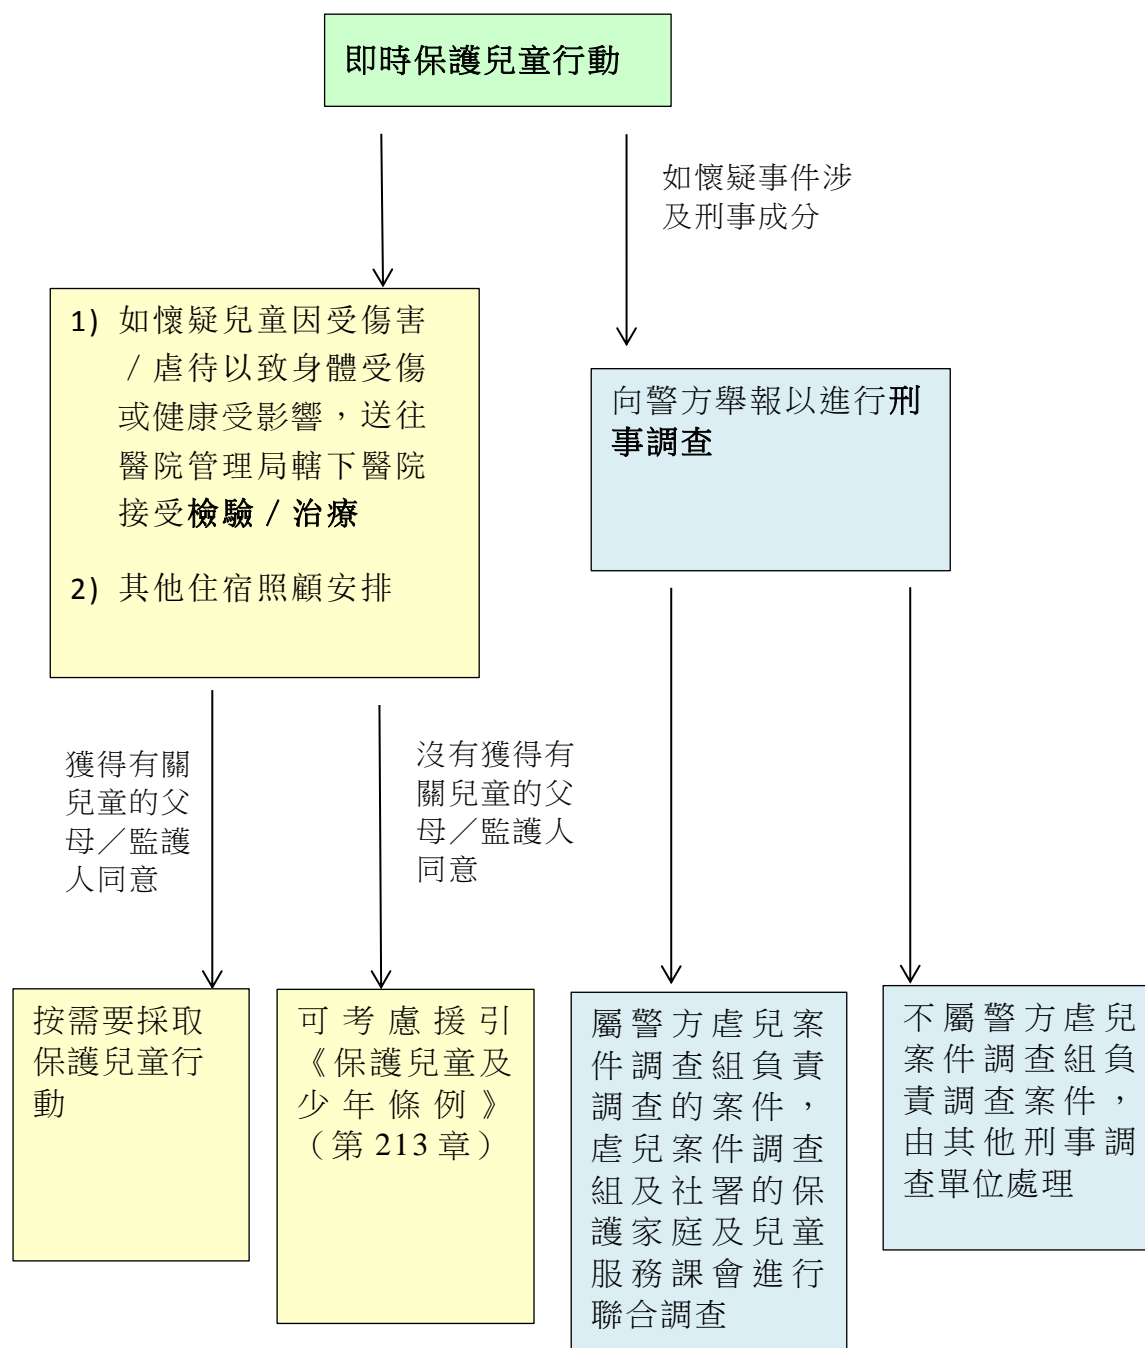 即時保護兒童行動
如懷疑事件涉
及刑事成分
1) 如懷疑兒童因受傷害
／虐待以致身體受傷
或健康受影響，送往
醫院管理局轄下醫院
接受檢驗／治療
2) 其他住宿照顧安排
向警方舉報以進行刑
事調查
獲得有關
兒童的父
母／監護
人同意
沒有獲得有
關兒童的父
母／監護人
同意
按需要採取
保護兒童行
動
可考慮援引
《保護兒童及
少年條例》
（第 213 章）
屬警方虐兒案
件調查組負責
調查的案件，
虐兒案件調查
組及社署的保
護家庭及兒童
服務課會進行
聯合調查
不屬警方虐兒
案件調查組負
責調查案件，
由其他刑事調
查單位處理